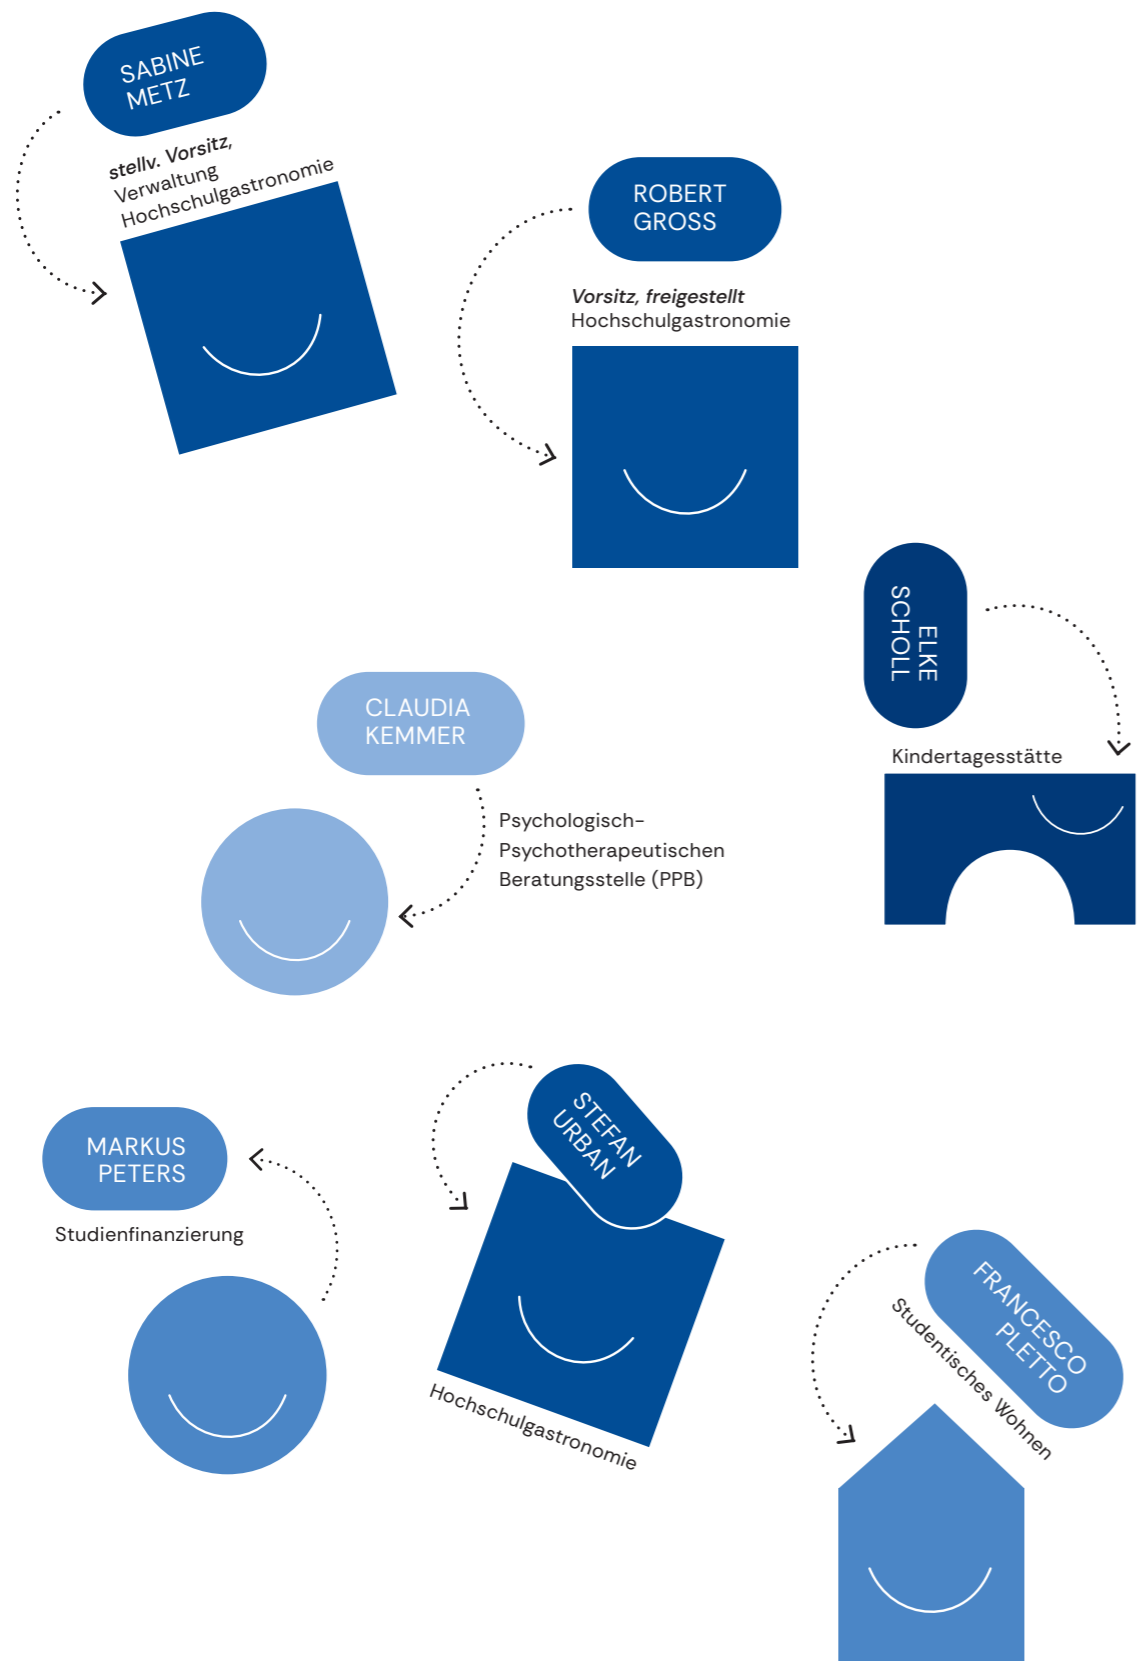 SABINE
METZ
stellv. Vorsitz,
Verwaltung
Hochschulgastronomie
ROBERT
GROSS
Vorsitz, freigestellt
Hochschulgastronomie
ELKE
SCHOLL
Kindertagesstätte
CLAUDIA
KEMMER
Psychologisch-
Psychotherapeutischen
Beratungsstelle (PPB)
MARKUS
PETERS
Studienfinanzierung
STEFAN
URBAN
Hochschulgastronomie
FRANCESCO
PLETTO
Studentisches Wohnen